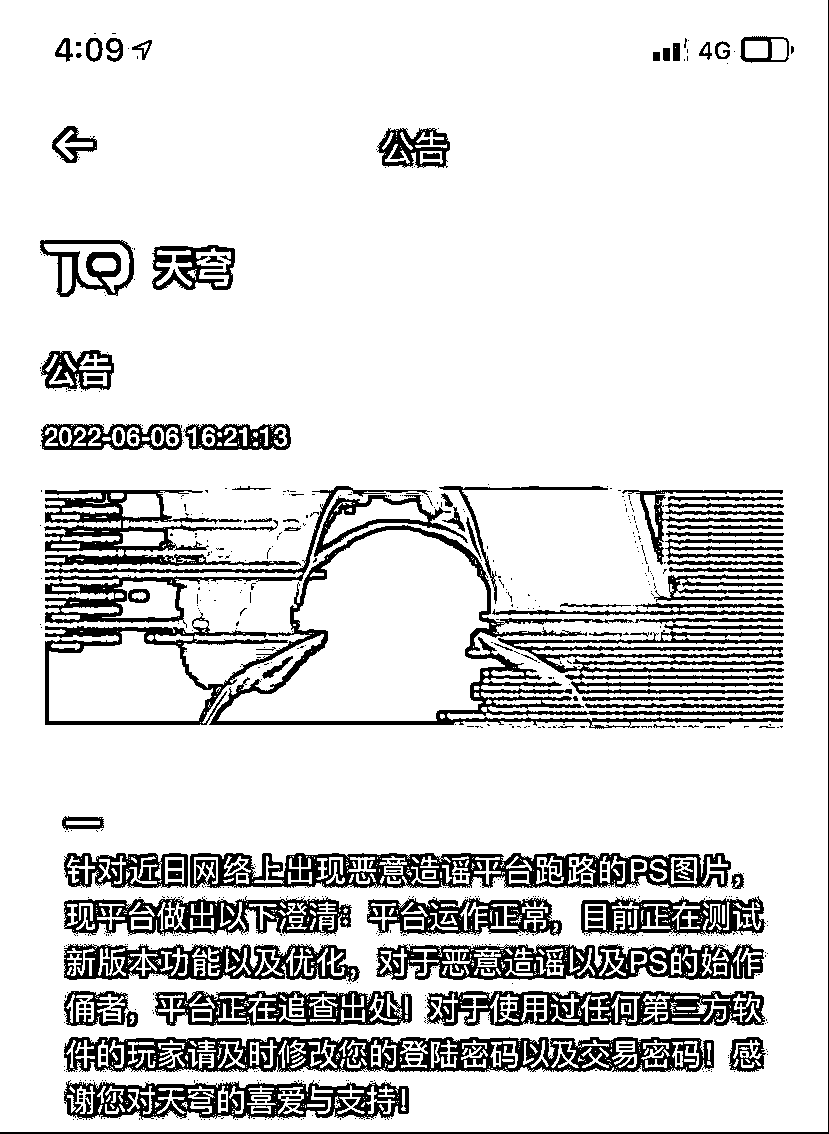 4:09
4G
公告
TQ 天穹
公告
2022-06-06 16:21:13
针对近日网络上出现恶意造谣平台跑路的PS图片，
现平台做出以下澄清：平台运作正常，目前正在测试
新版本功能以及优化，对于恶意造谣以及PS的始作
俑者，平台正在追查出处！对于使用过任何第三方软
件的玩家请及时修改您的登陆密码以及交易密码！感
谢您对天穹的喜爱与支持！